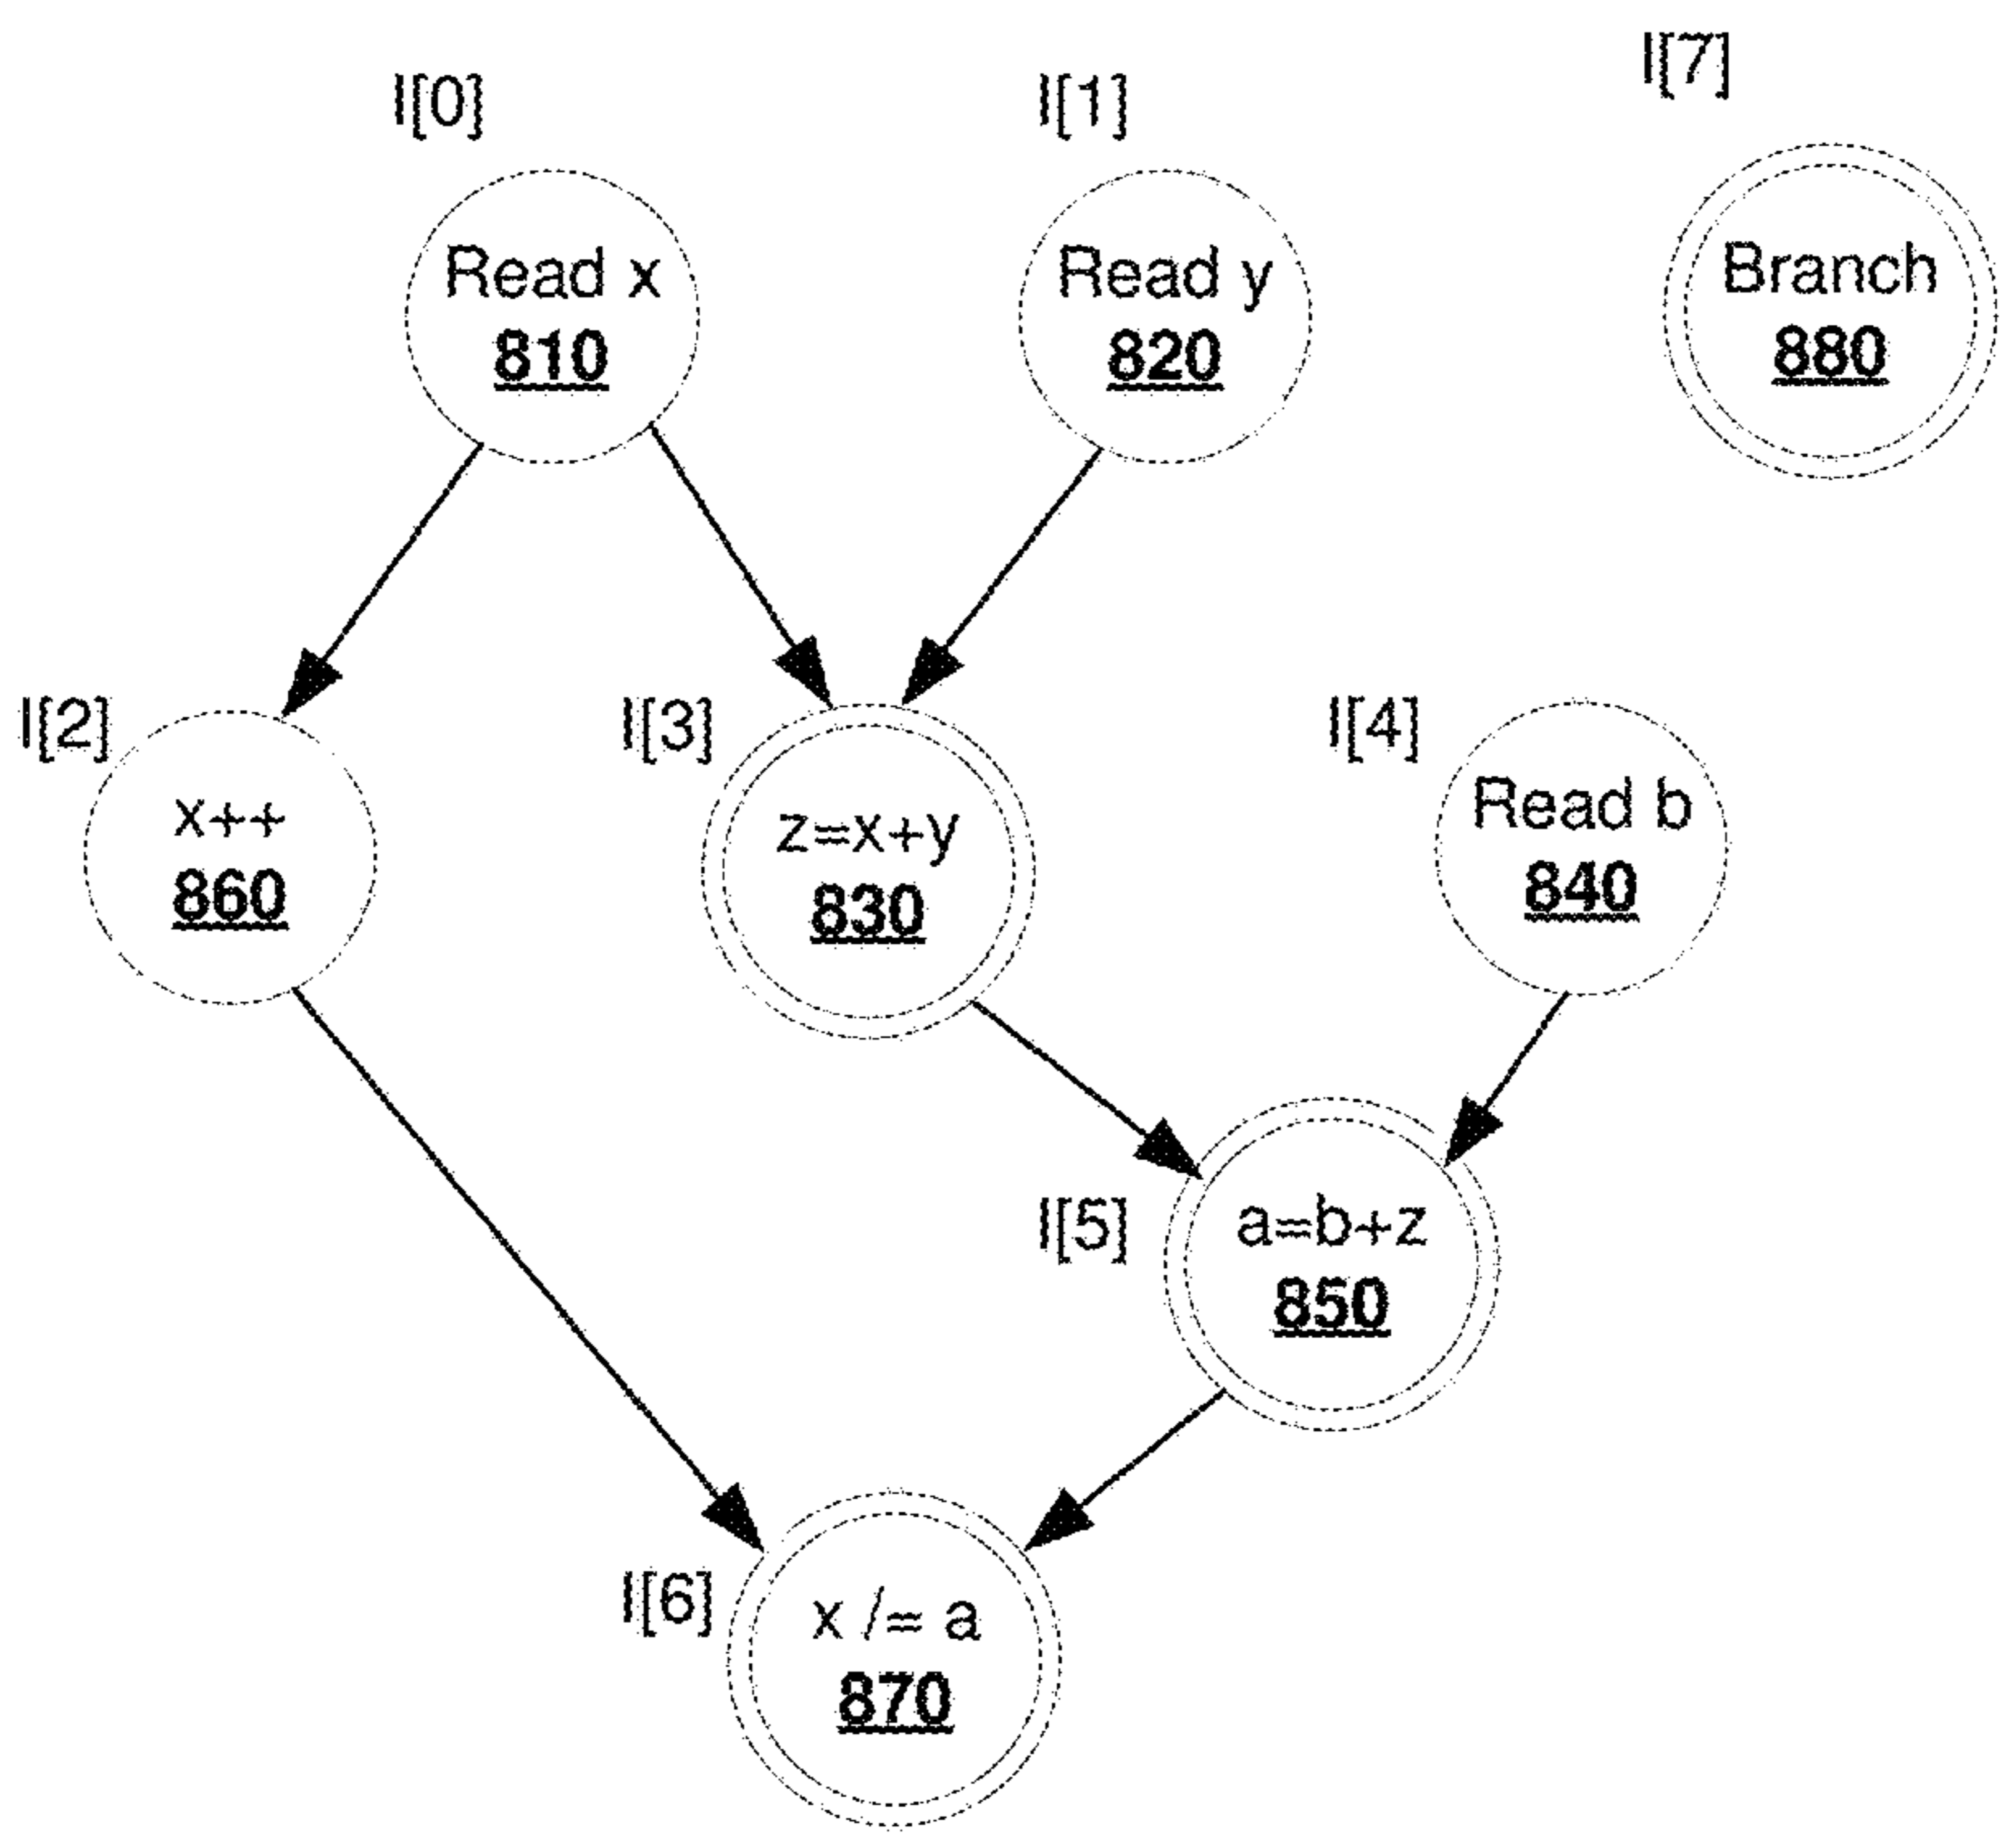 I[0]
I[1]
I[7]
Read x
810
Read y
820
Branch
880
I[2]
I[3]
I[4]
x++
860
z=x+y
830
Read b
840
I[5]
a=b+z
850
I[6]
x /= a
870